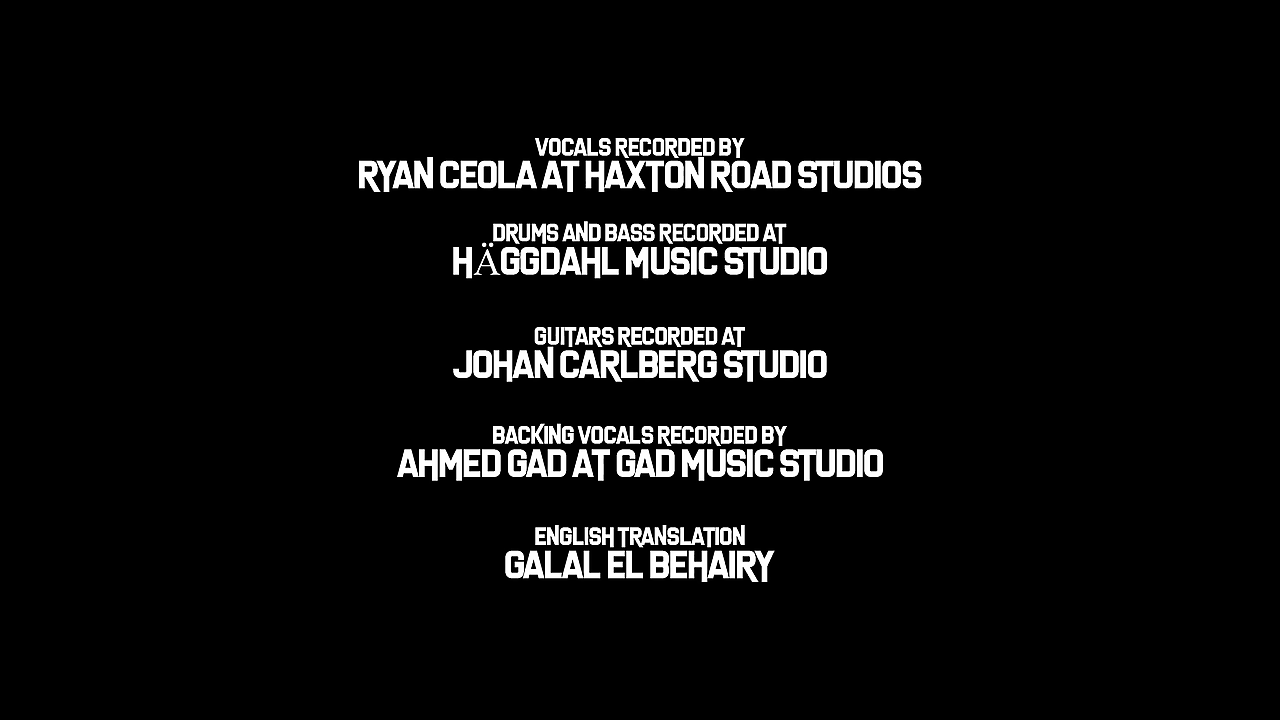 VOCALS RECORDED BY
RYAN CEOLA AT HAXTON ROAD STUDIOS
DRUMS AND BASS RECORDED AT
HÄGGDAHL MUSIC STUDIO
GUITARS RECORDED AT
JOHAN CARLBERG STUDIO
BACKING VOCALS RECORDED BY
AHMED GAD AT GAD MUSIC STUDIO
ENGLISH TRANSLATION
GALAL EL BEHAIRY